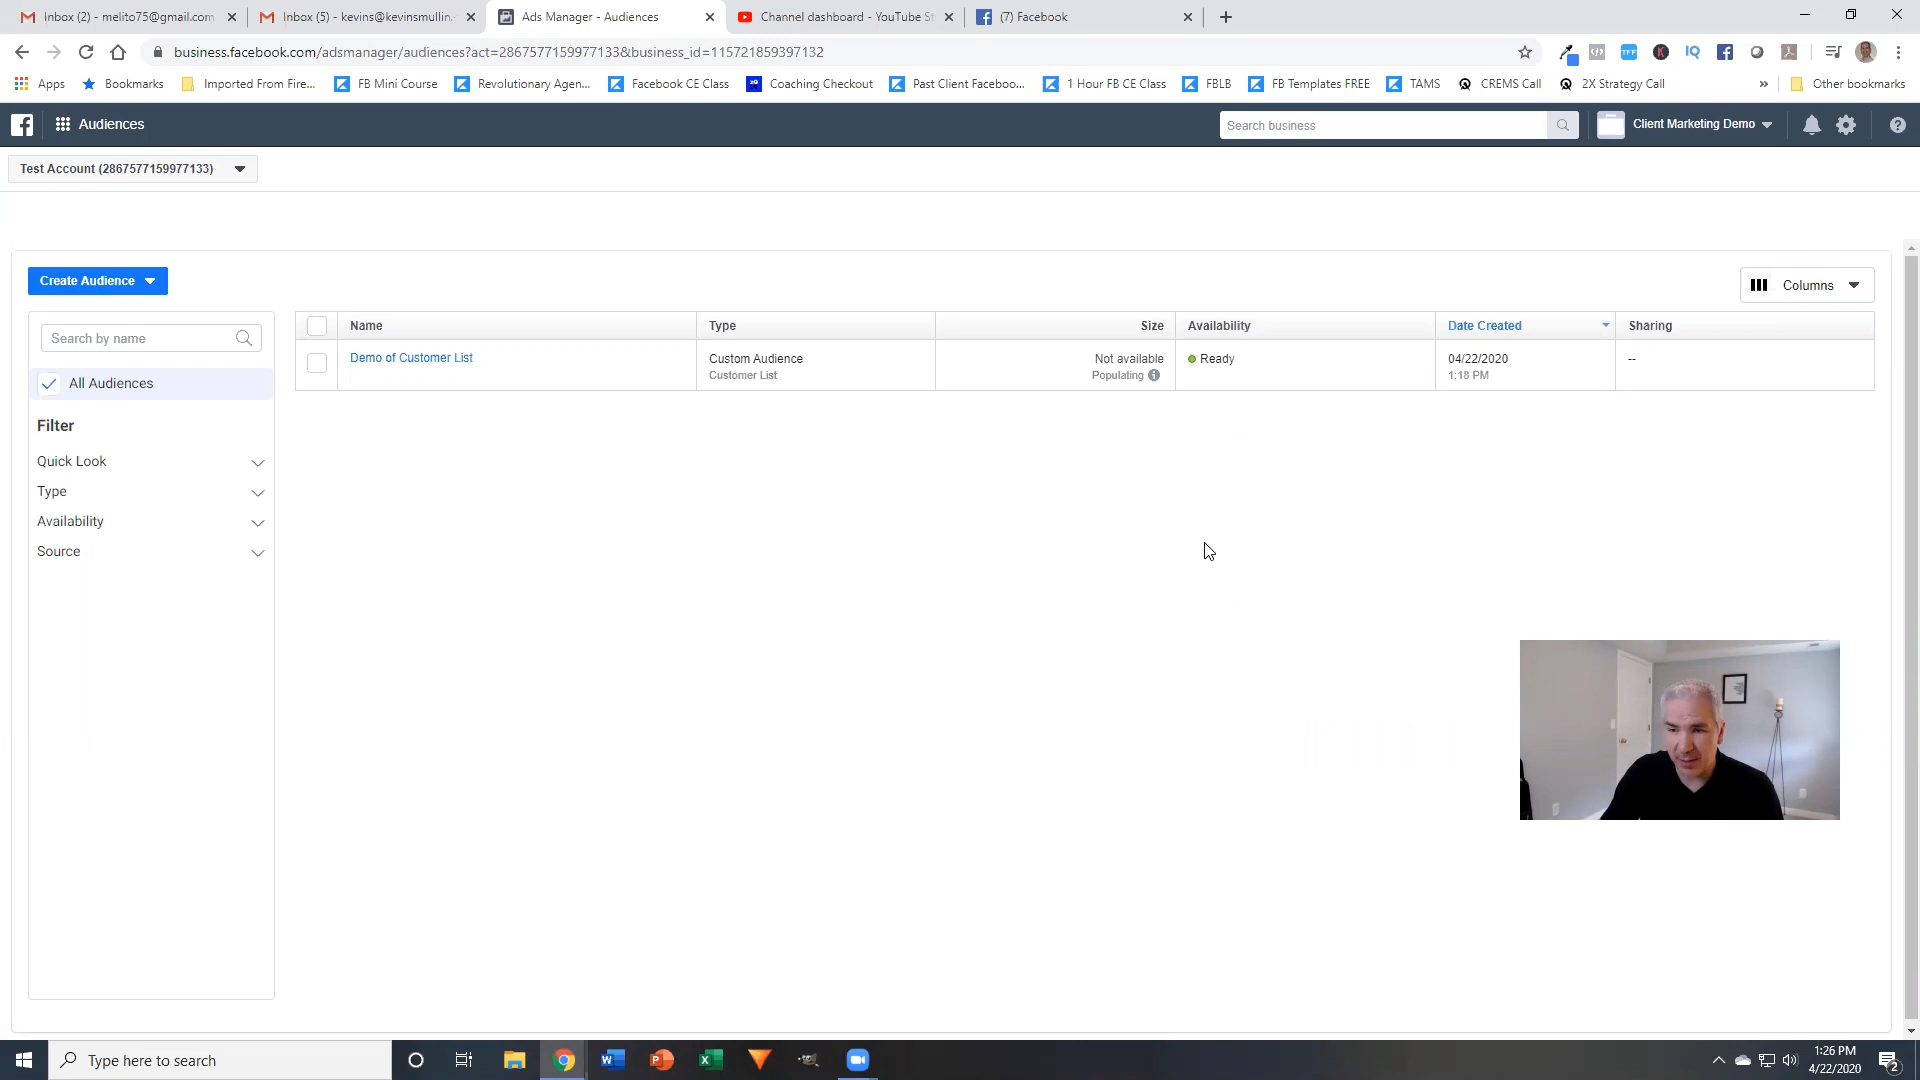 Inbox (2) - melito75@gmail.com
Inbox (5) - kevins@kevinsmullin.
Ads Manager - Audiences
Channel dashboard - YouTube St
(7) Facebook
business.facebook.com/adsmanager/audiences?act=2867577159977133&business_id=115721859397132
Apps
Bookmarks
Imported From Fire...
FB Mini Course
Revolutionary Agen...
Facebook CE Class
Coaching Checkout
Past Client Faceboo...
1 Hour FB CE Class
FBLB
FB Templates FREE
TAMS
CREMS Call
2X Strategy Call
Other bookmarks
Audiences
Search business
Client Marketing Demo
Test Account (2867577159977133)
Create Audience
Columns
Search by name
All Audiences
Filter
Quick Look
Type
Availability
Source
Name
Type
Size
Availability
Date Created
Sharing
Demo of Customer List
Custom Audience
Customer List
Not available
Populating
Ready
04/22/2020
1:18 PM
--
Type here to search
1:26 PM
4/22/2020
2